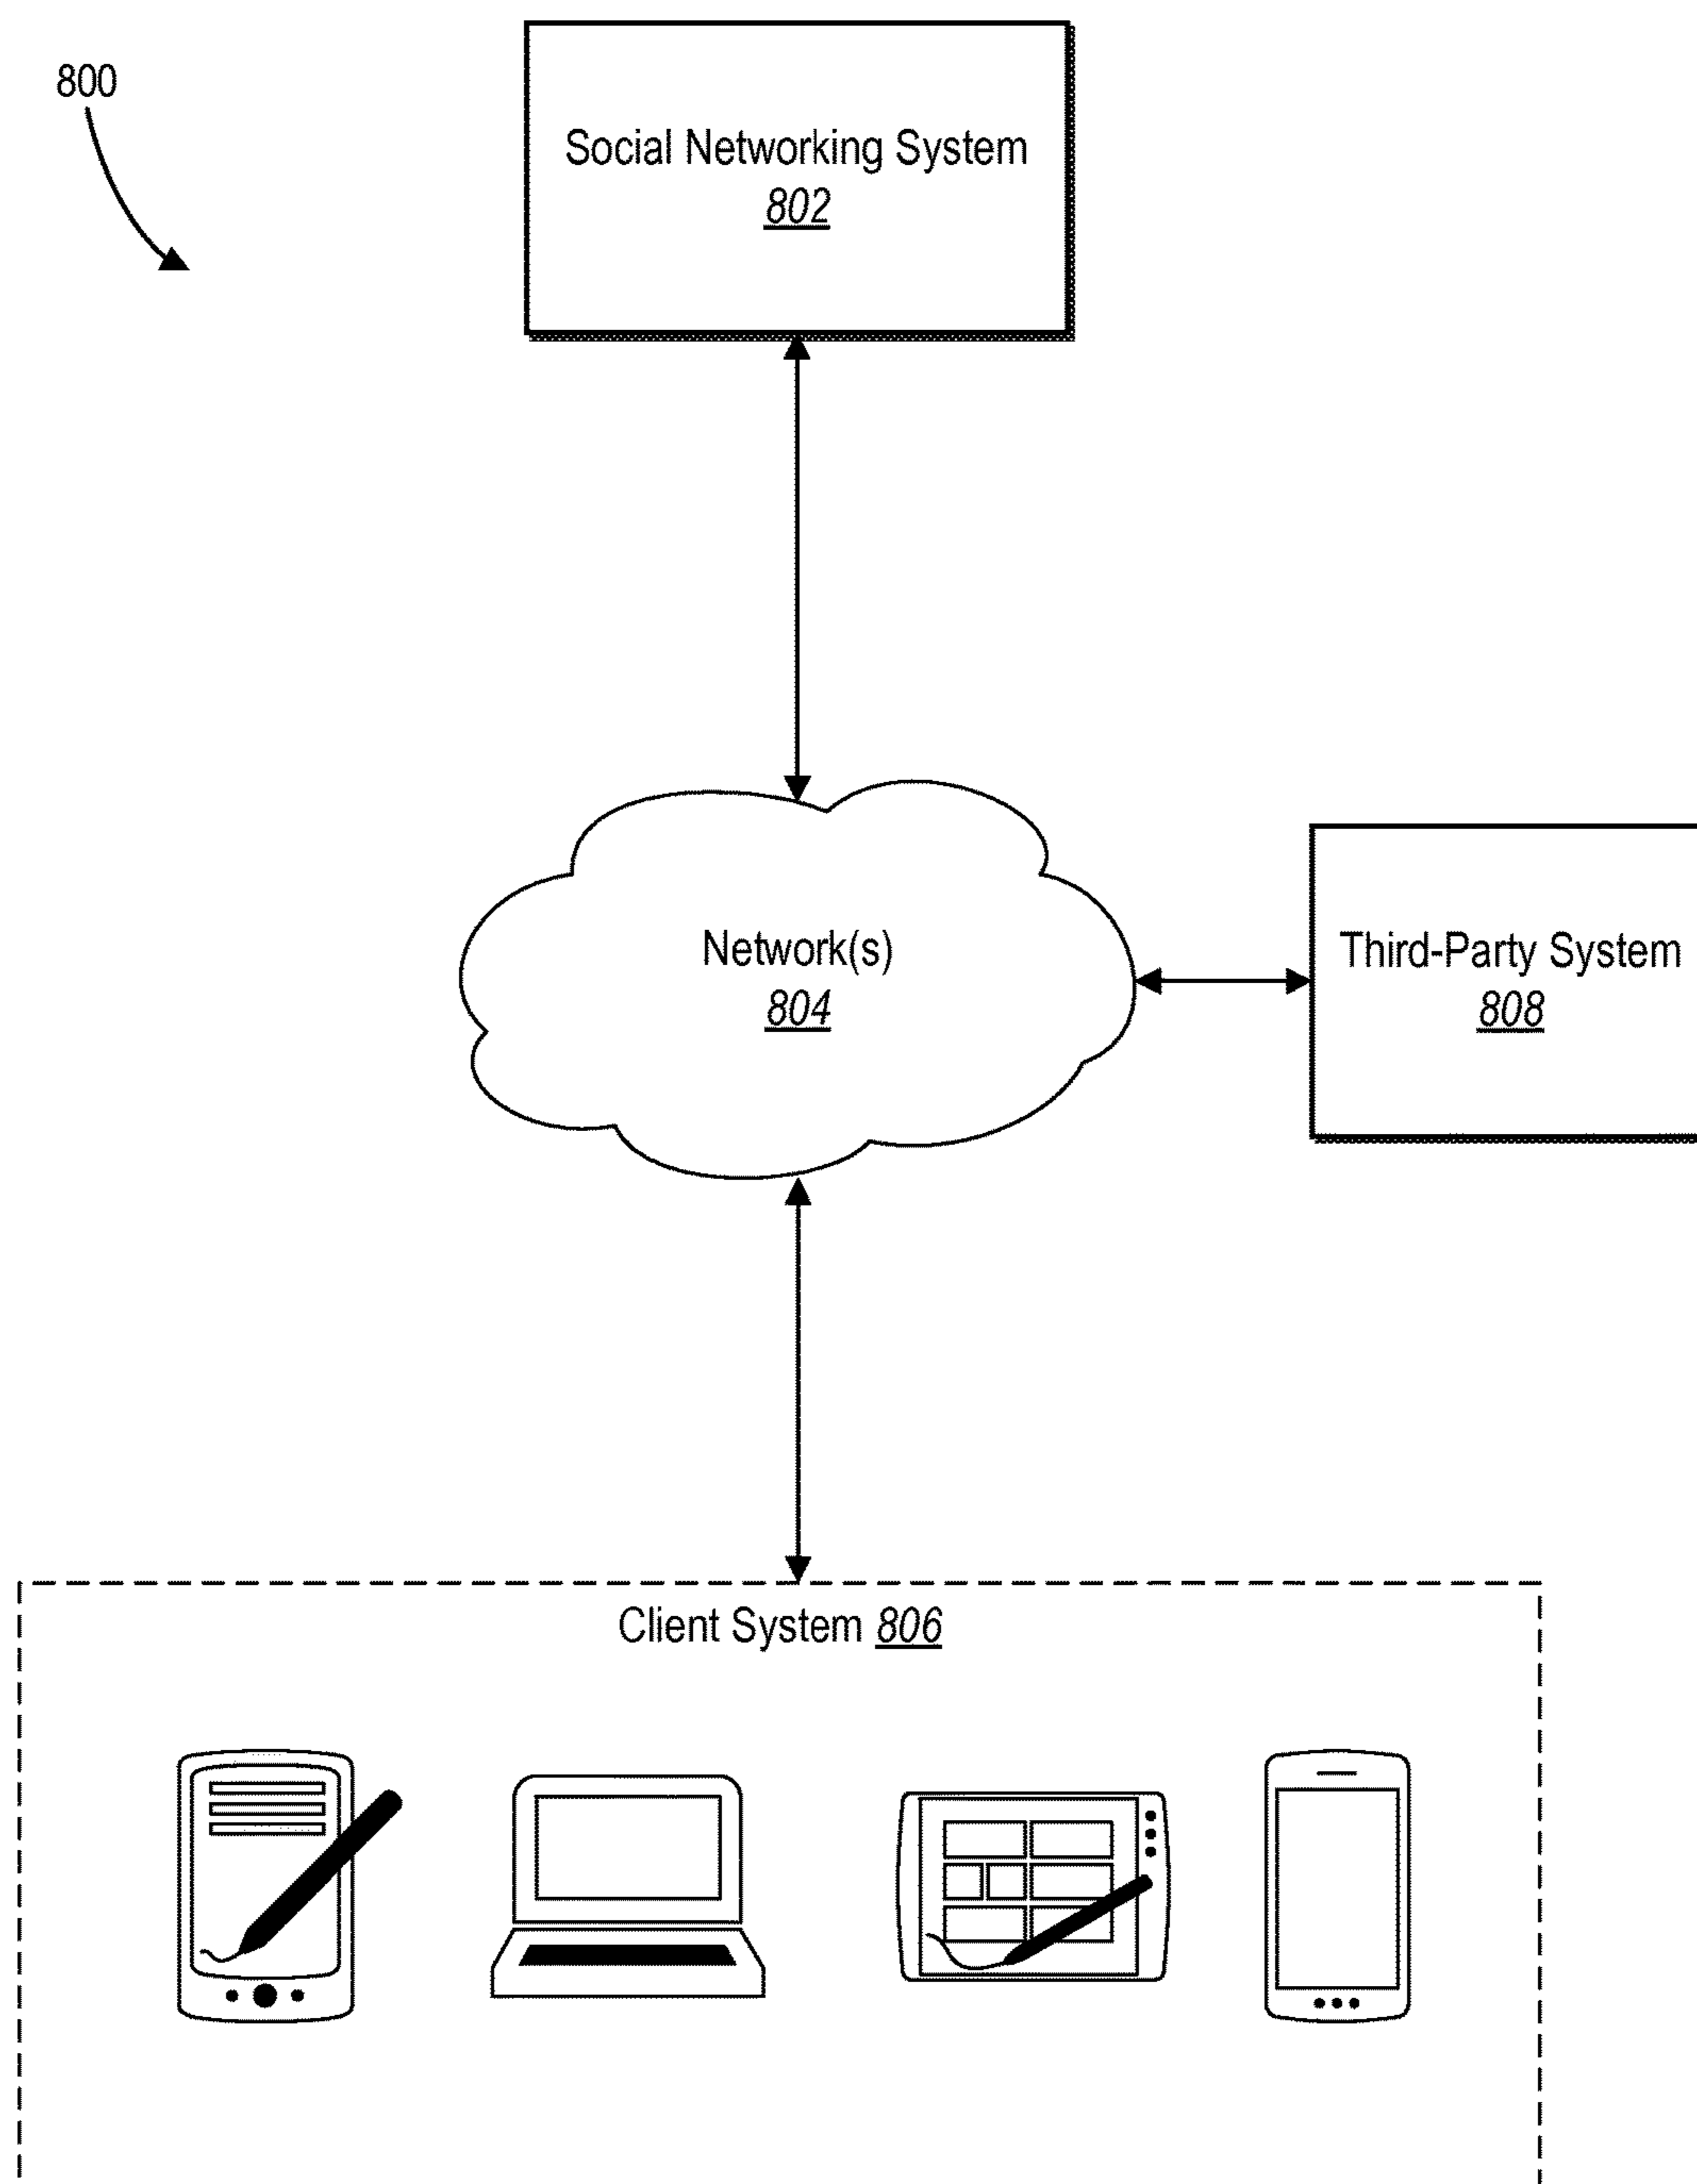 800
Social Networking System
802
Network(s)
804
Third-Party System
808
Client System 806